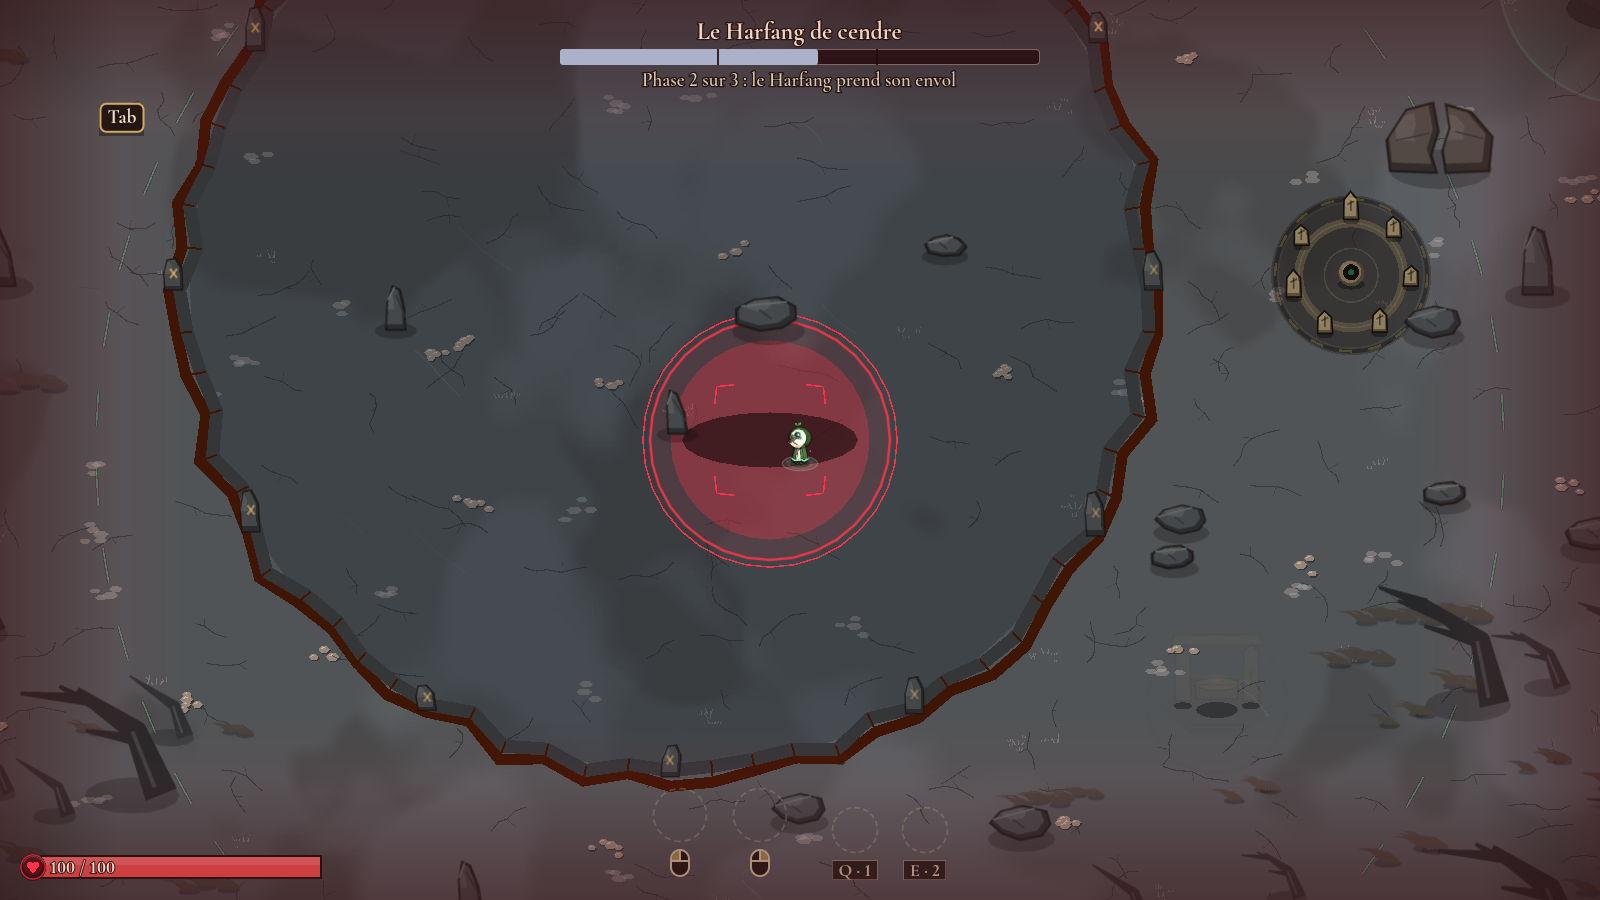 Le Harfang de cendre
Phase 2 sur 3 : le Harfang prend son envol
Tab
100 / 100
Q · 1
E · 2